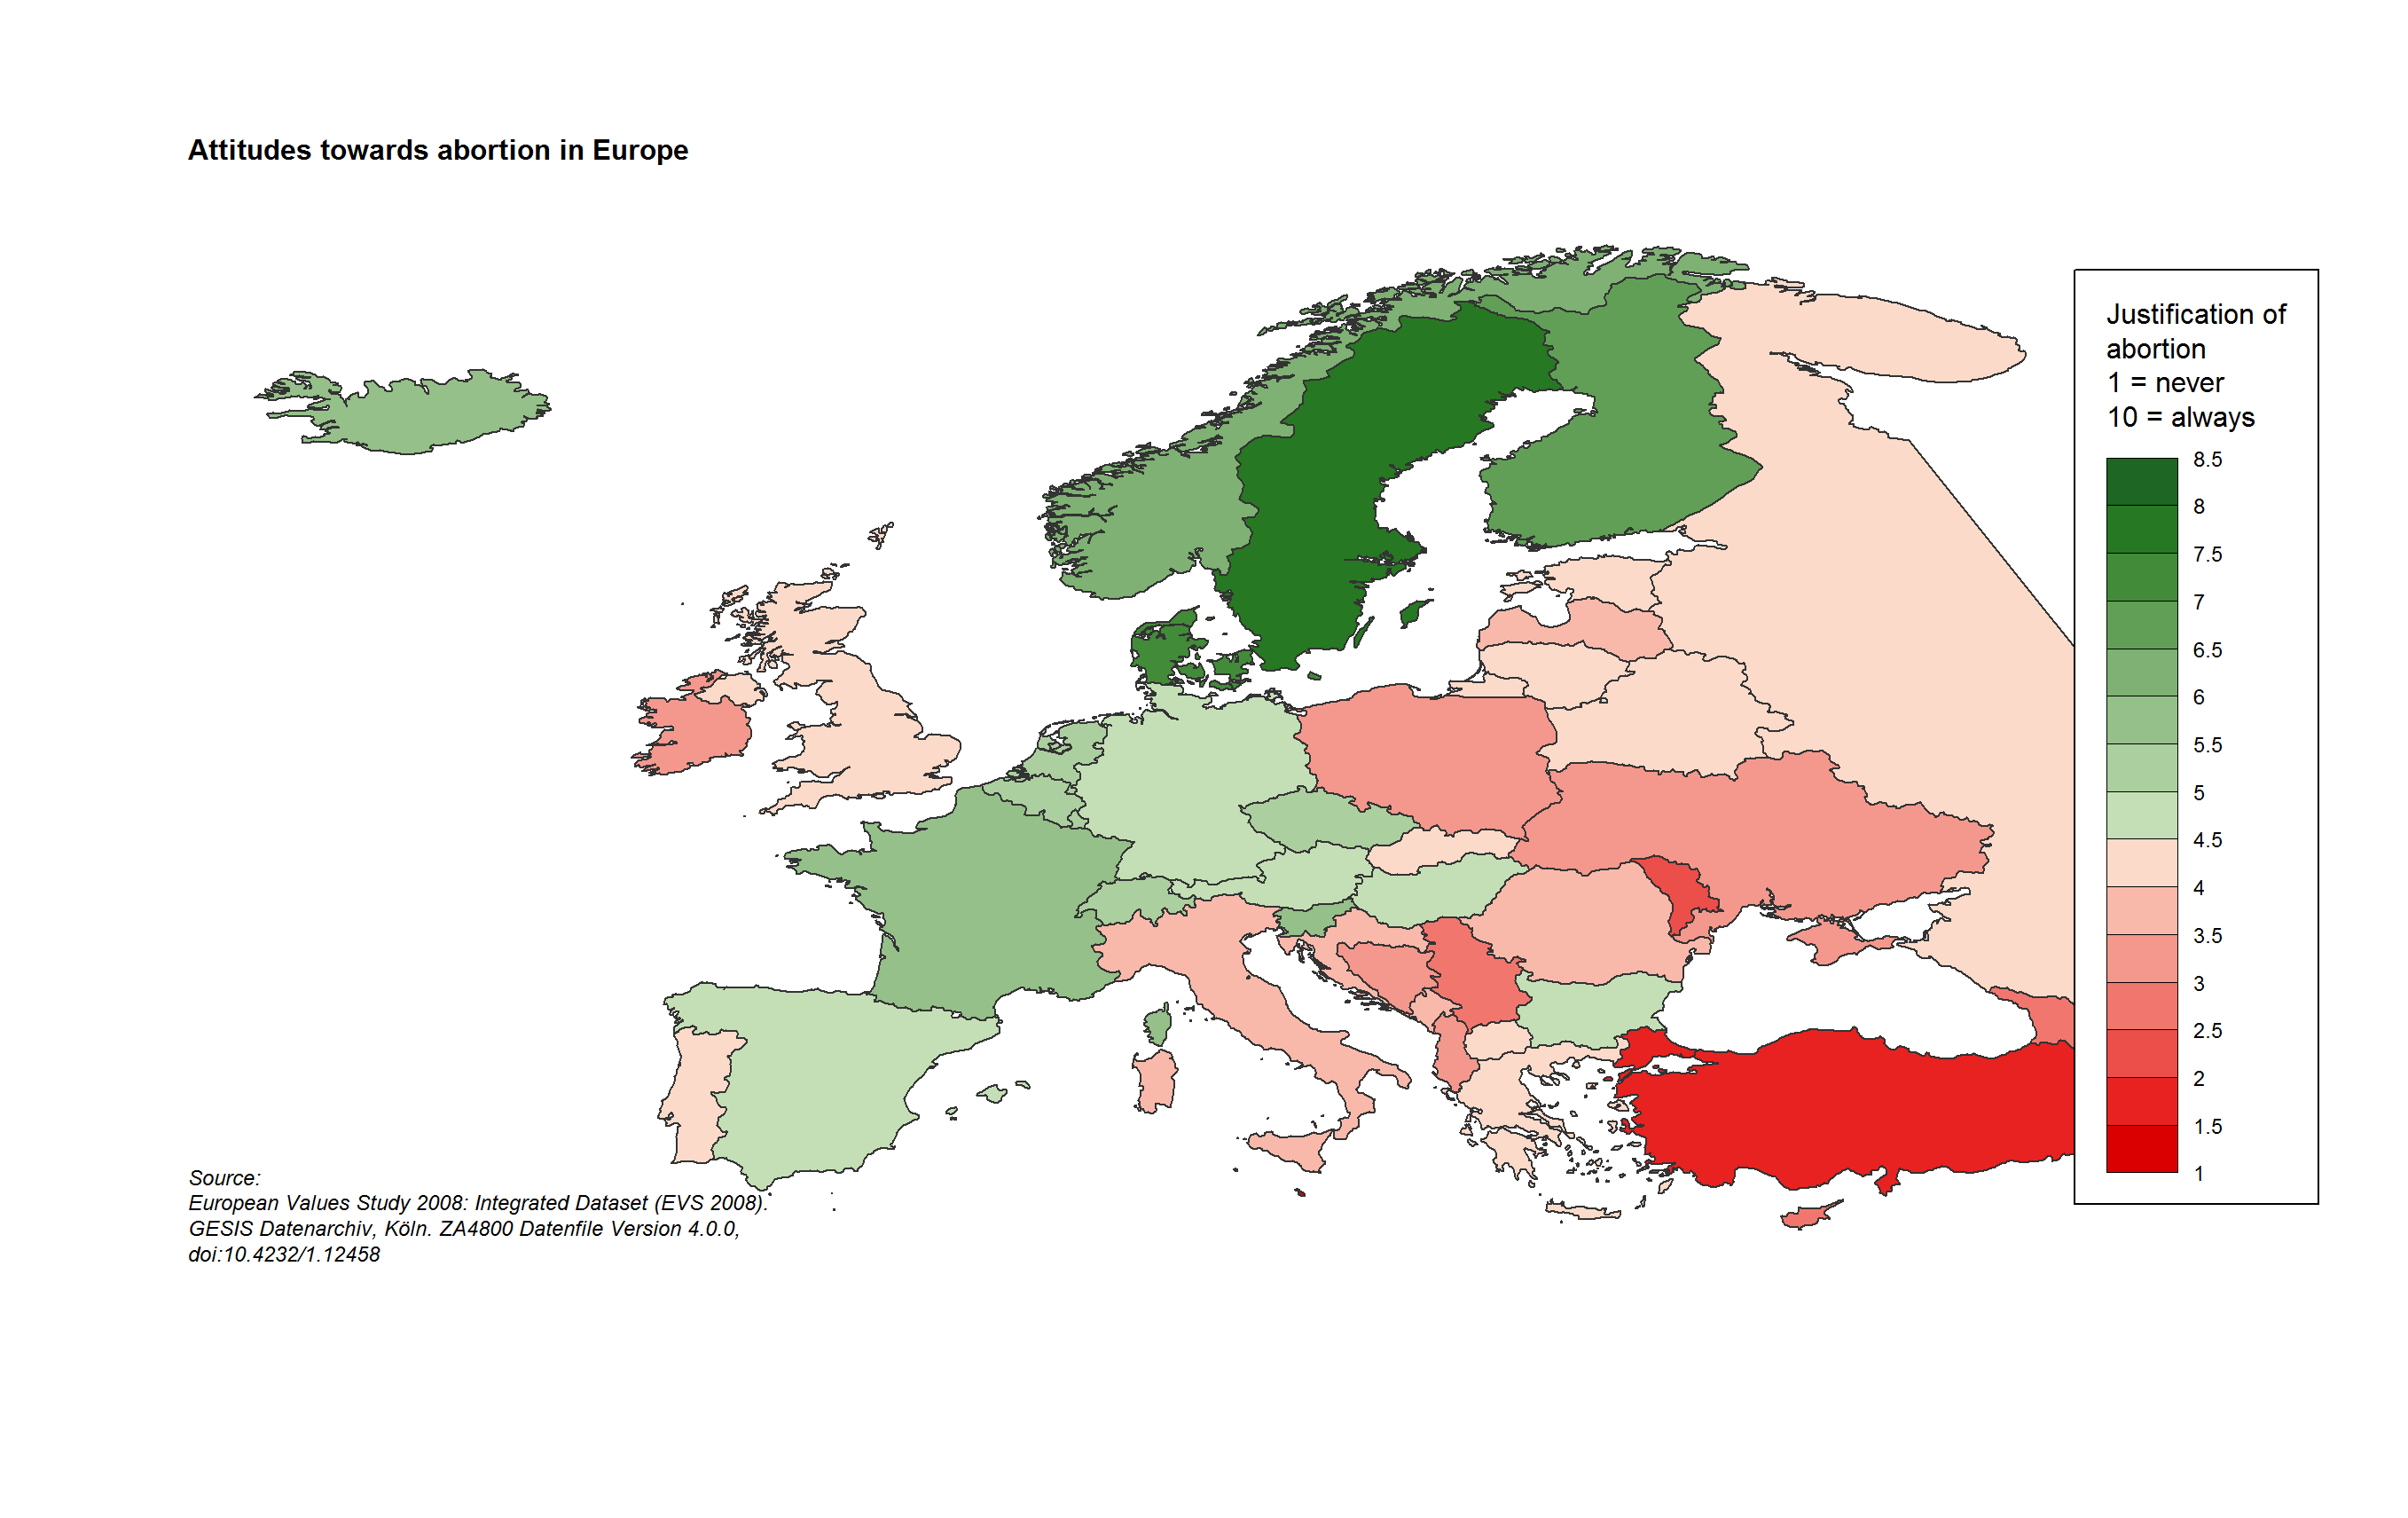 Attitudes towards abortion in Europe
Justification of
abortion
1 = never
10 = always
8.5
8
7.5
7
6.5
6
5.5
5
4.5
4
3.5
3
2.5
2
1.5
1
Source:
European Values Study 2008: Integrated Dataset (EVS 2008).
GESIS Datenarchiv, Köln. ZA4800 Datenfile Version 4.0.0,
doi:10.4232/1.12458